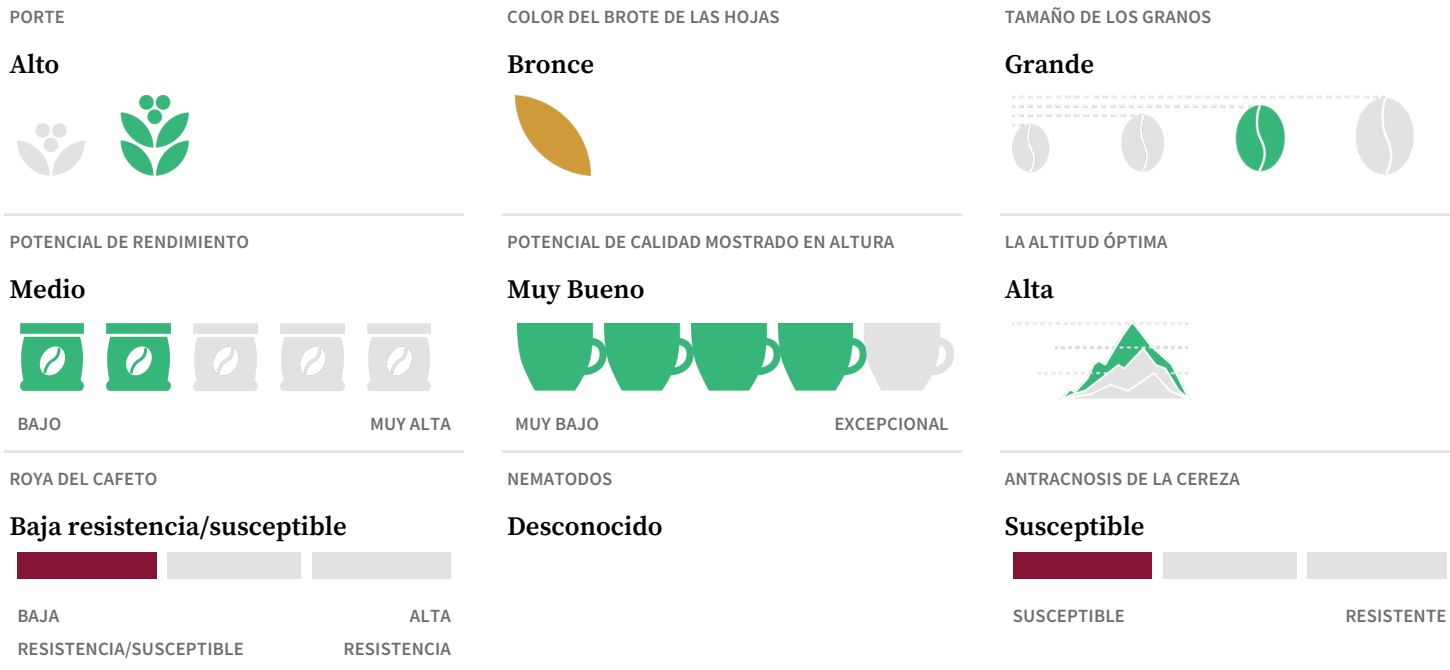 PORTE
Alto
COLOR DEL BROTE DE LAS HOJAS
Bronce
TAMAÑO DE LOS GRANOS
Grande
POTENCIAL DE RENDIMIENTO
Medio
BAJO
MUY ALTA
POTENCIAL DE CALIDAD MOSTRADO EN ALTURA
Muy Bueno
MUY BAJO
EXCEPCIONAL
LA ALTITUD ÓPTIMA
Alta
ROYA DEL CAFETO
Baja resistencia/susceptible
BAJA
RESISTENCIA/SUSCEPTIBLE
ALTA
RESISTENCIA
NEMATODOS
Desconocido
ANTRACNOSIS DE LA CEREZA
Susceptible
SUSCEPTIBLE
RESISTENTE